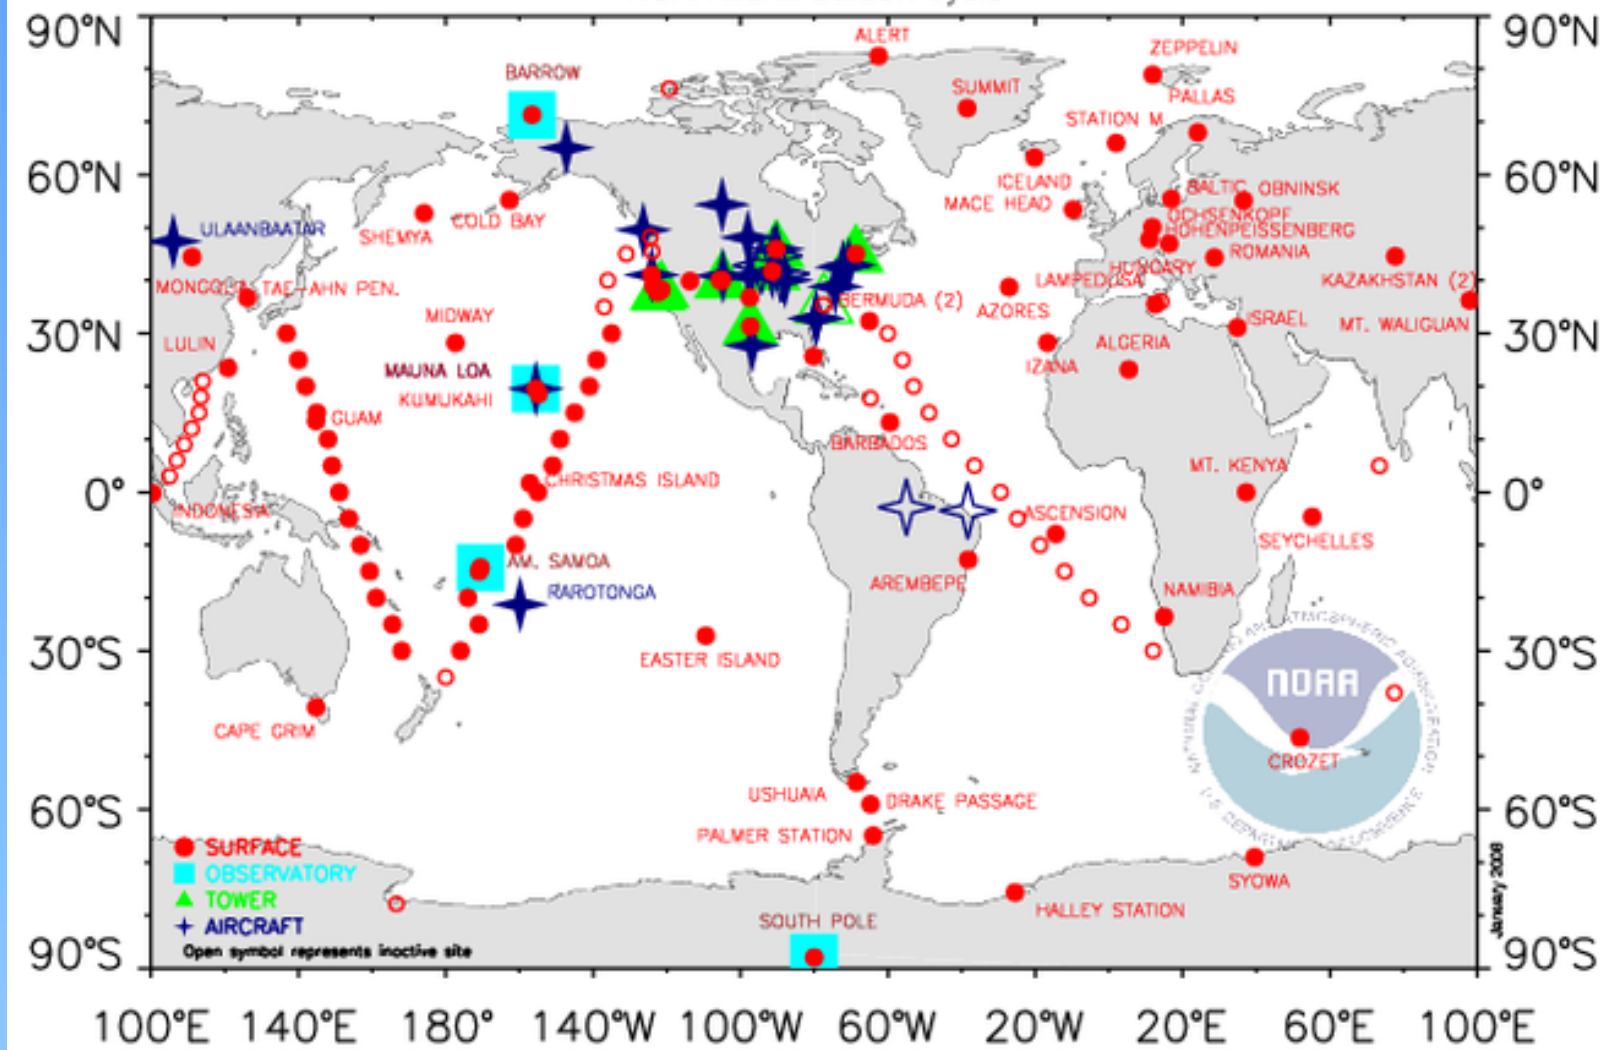 90°N
90°N
ALERT
ZEPPELIN
BARROW
SUMMIT
PALLAS
STATION M
60°N
60°N
ICELAND
BALTIC
OBNINSK
MACE HEAD
COLD BAY
OCHSENKOPF
ULAANBAATAR
SHEMYA
HOHENPEISSENBERG
ROMANIA
HUNGARY
MONGOLIA
TAE-AHN PEN.
LAMPEDUSA
KAZAKHSTAN (2)
BERMUDA (2)
AZORES
MIDWAY
ISRAEL
MT. WALIGUAN
30°N
30°N
LULIN
ALGERIA
IZANA
MAUNA LOA
KUMUKAHI
GUAM
BARBADOS
MT. KENYA
CHRISTMAS ISLAND
0°
0°
INDONESIA
ASCENSION
SEYCHELLES
AM. SAMOA
AREMBEPE
RAROTONGA
NAMIBIA
30°S
30°S
EASTER ISLAND
NOAA
CAPE GRIM
CROZET
USHUAIA
DRAKE PASSAGE
60°S
60°S
PALMER STATION
SURFACE
OBSERVATORY
TOWER
AIRCRAFT
Open symbol represents inactive site
SYOWA
HALLEY STATION
SOUTH POLE
January 2008
90°S
90°S
100°E 140°E 180° 140°W 100°W 60°W 20°W 20°E 60°E 100°E